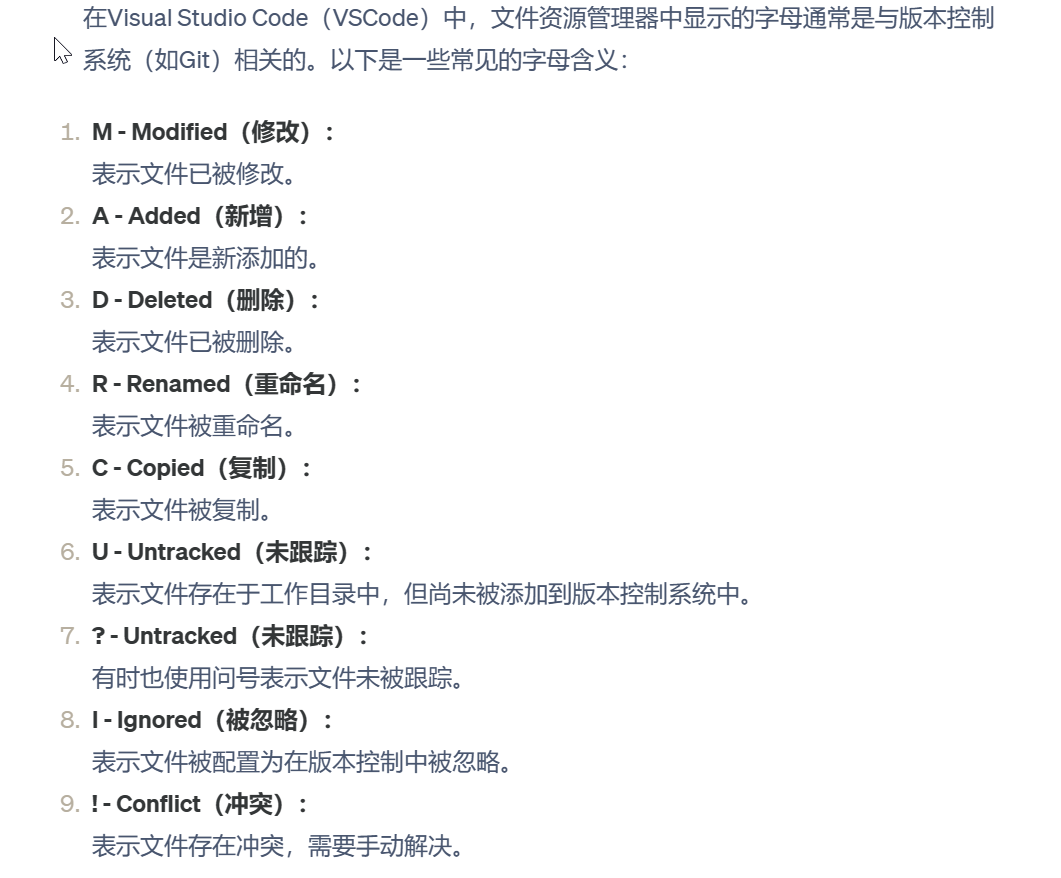 在Visual Studio Code（VSCode）中，文件资源管理器中显示的字母通常是与版本控制
系统（如Git）相关的。以下是一些常见的字母含义：
1. M - Modified（修改）：
表示文件已被修改。
2. A - Added（新增）：
表示文件是新添加的。
3. D - Deleted（删除）：
表示文件已被删除。
4. R - Renamed（重命名）：
表示文件被重命名。
5. C - Copied（复制）：
表示文件被复制。
6. U - Untracked（未跟踪）：
表示文件存在于工作目录中，但尚未被添加到版本控制系统中。
7. ? - Untracked（未跟踪）：
有时也使用问号表示文件未被跟踪。
8. I - Ignored（被忽略）：
表示文件被配置为在版本控制中被忽略。
9. ! - Conflict（冲突）：
表示文件存在冲突，需要手动解决。